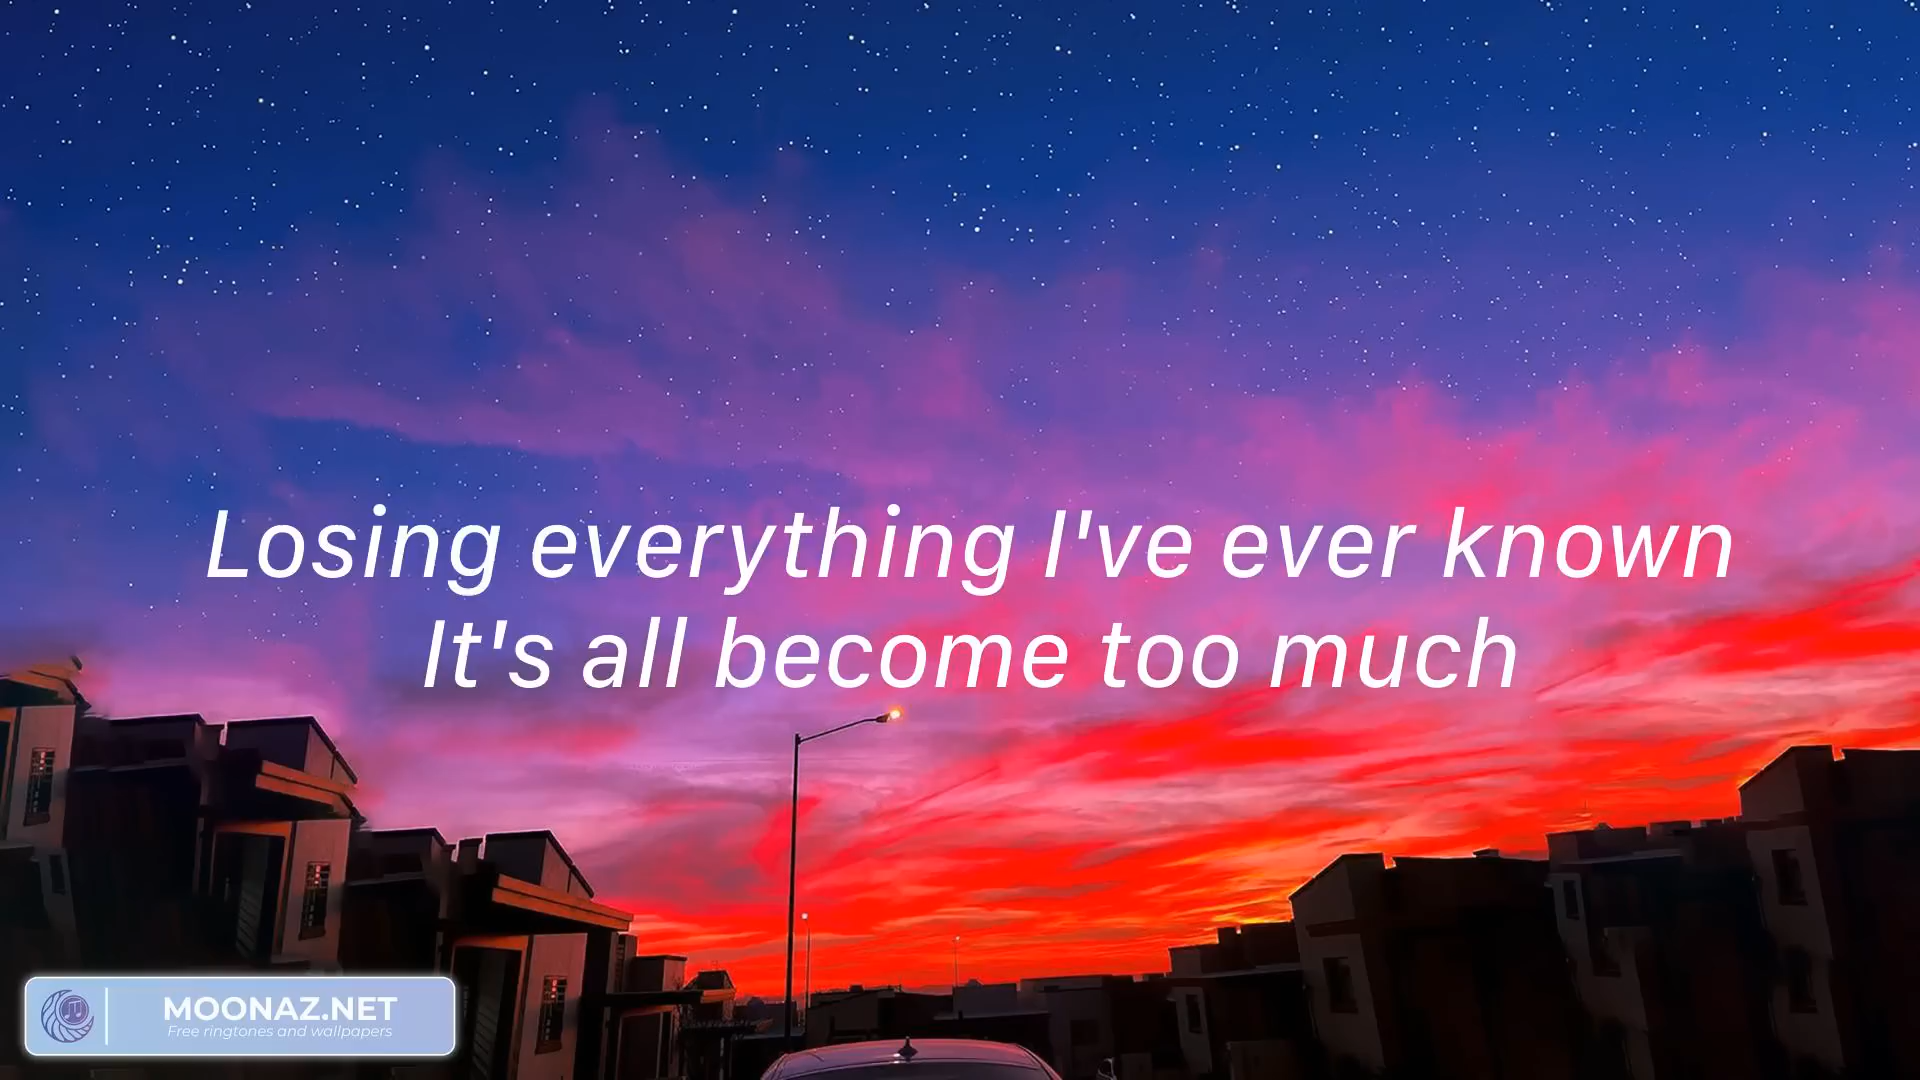 Losing everything I've ever known
It's all become too much
MOONAZ.NET
Free ringtones and wallpapers